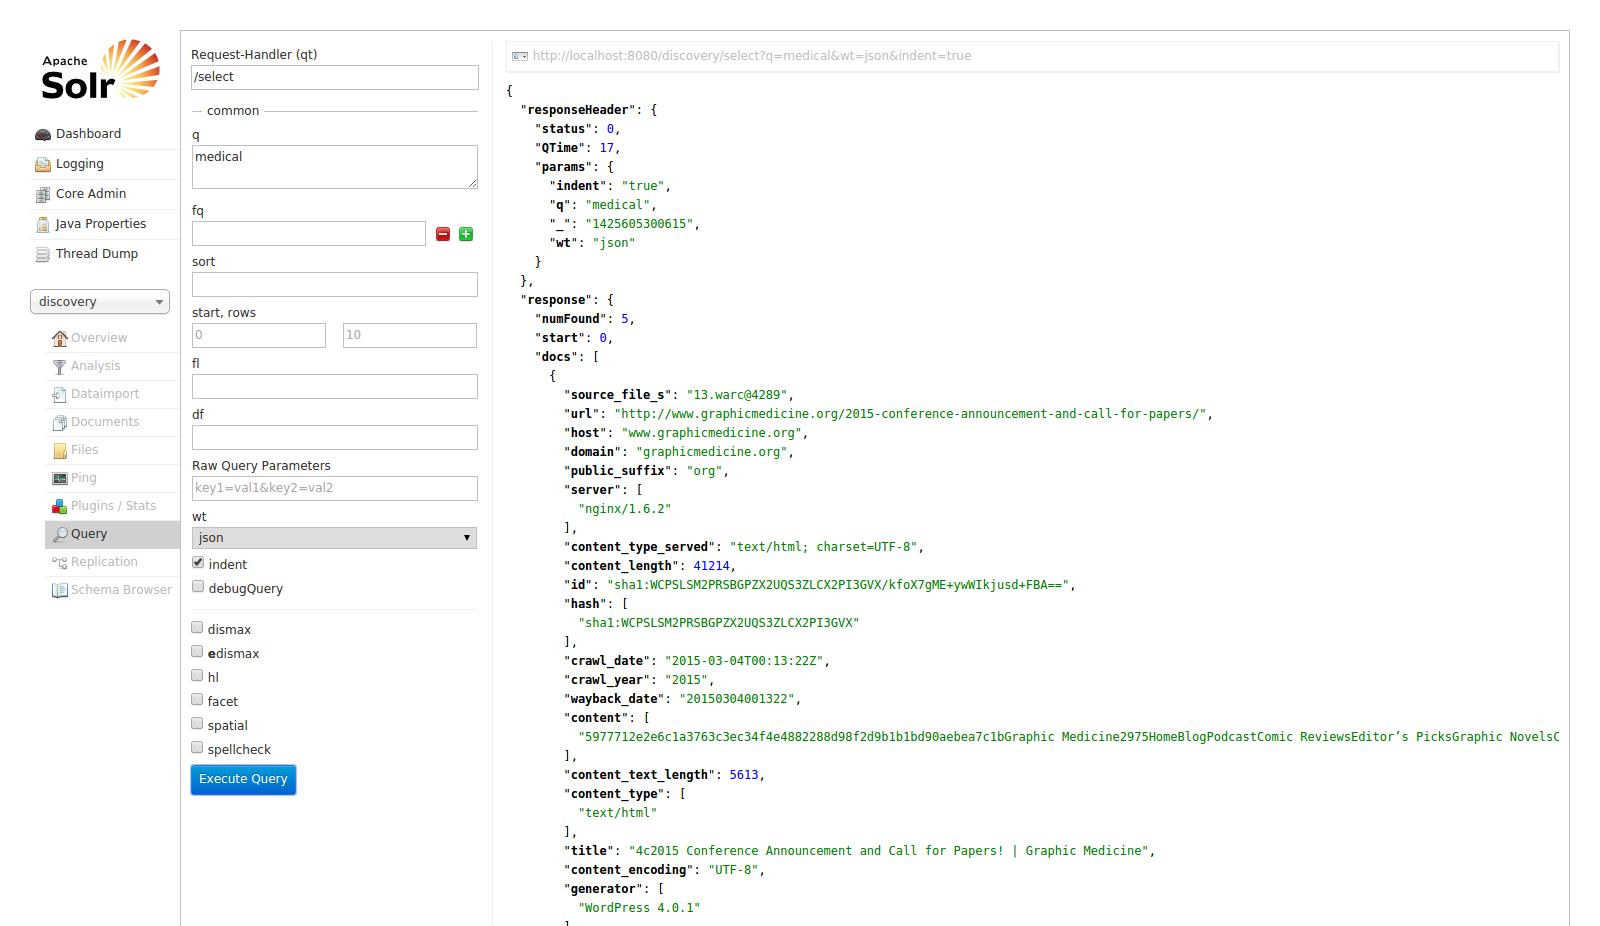 Apache
Solr
Dashboard
Logging
Core Admin
Java Properties
Thread Dump
discovery
Overview
Analysis
Dataimport
Documents
Files
Ping
Plugins / Stats
Query
Replication
Schema Browser
Request-Handler (qt)
/select
common
q
medical
fq
sort
start, rows
0 10
fl
df
Raw Query Parameters
key1=val1&key2=val2
wt
json
indent
debugQuery
dismax
edismax
hl
facet
spatial
spellcheck
Execute Query
http://localhost:8080/discovery/select?q=medical&wt=json&indent=true
{
"responseHeader": {
"status": 0,
"QTime": 17,
"params": {
"indent": "true",
"q": "medical",
"_": "1425605300615",
"wt": "json"
}
},
"response": {
"numFound": 5,
"start": 0,
"docs": [
{
"source_file_s": "13.warc@4289",
"url": "http://www.graphicmedicine.org/2015-conference-announcement-and-call-for-papers/",
"host": "www.graphicmedicine.org",
"domain": "graphicmedicine.org",
"public_suffix": "org",
"server": [
"nginx/1.6.2"
],
"content_type_served": "text/html; charset=UTF-8",
"content_length": 41214,
"id": "sha1:WCPSLSM2PRSBGPZX2UQS3ZLCX2PI3GVX/kfoX7gME+ywWIkjusd+FBA==",
"hash": [
"sha1:WCPSLSM2PRSBGPZX2UQS3ZLCX2PI3GVX"
],
"crawl_date": "2015-03-04T00:13:22Z",
"crawl_year": "2015",
"wayback_date": "20150304001322",
"content": [
"5977712e2e6c1a3763c3ec34f4e4882288d98f2d9b1b1bd90aebea7c1bGraphic Medicine2975HomeBlogPodcastComic ReviewsEditor’s PicksGraphic NovelsC
],
"content_text_length": 5613,
"content_type": [
"text/html"
],
"title": "4c2015 Conference Announcement and Call for Papers! | Graphic Medicine",
"content_encoding": "UTF-8",
"generator": [
"WordPress 4.0.1"
]